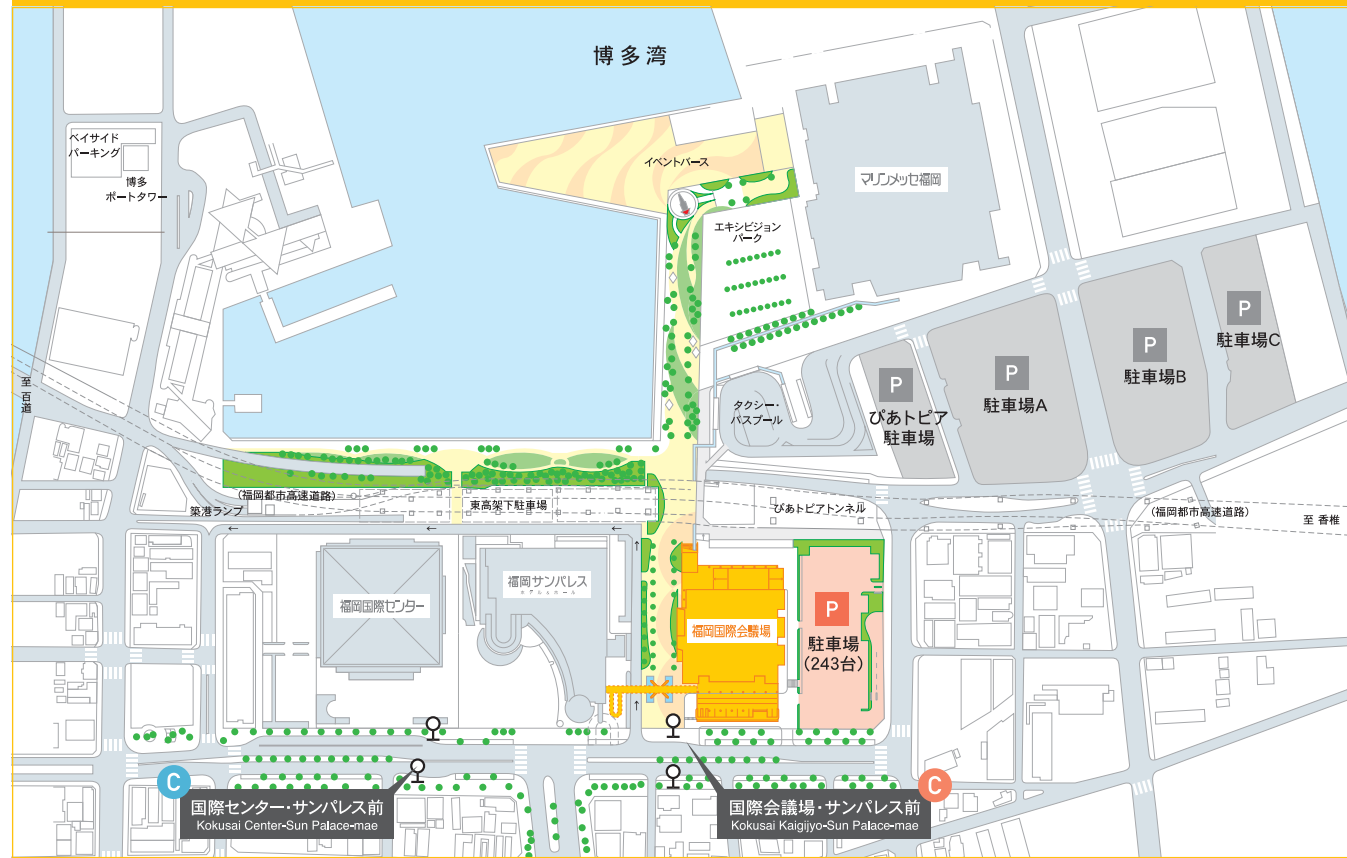 博多湾
ベイサイド
パーキング
博多
ポートタワー
イベントバース
マリンメッセ福岡
エキシビジョン
パーク
P
駐車場C
P
駐車場B
P
駐車場A
P
ぴあトピア
駐車場
タクシー・
バスプール
至
百
道
(福岡都市高速道路)
築港ランプ
東高架下駐車場
ぴあトピアトンネル
(福岡都市高速道路)
至 香椎
←
←
←
↑
福岡国際センター
福岡サンパレス
ホテル&ホール
福岡国際会議場
P
駐車場
(243台)
↑
C
国際センター・サンパレス前
Kokusai Center-Sun Palace-mae
C
国際会議場・サンパレス前
Kokusai Kaigijyo-Sun Palace-mae